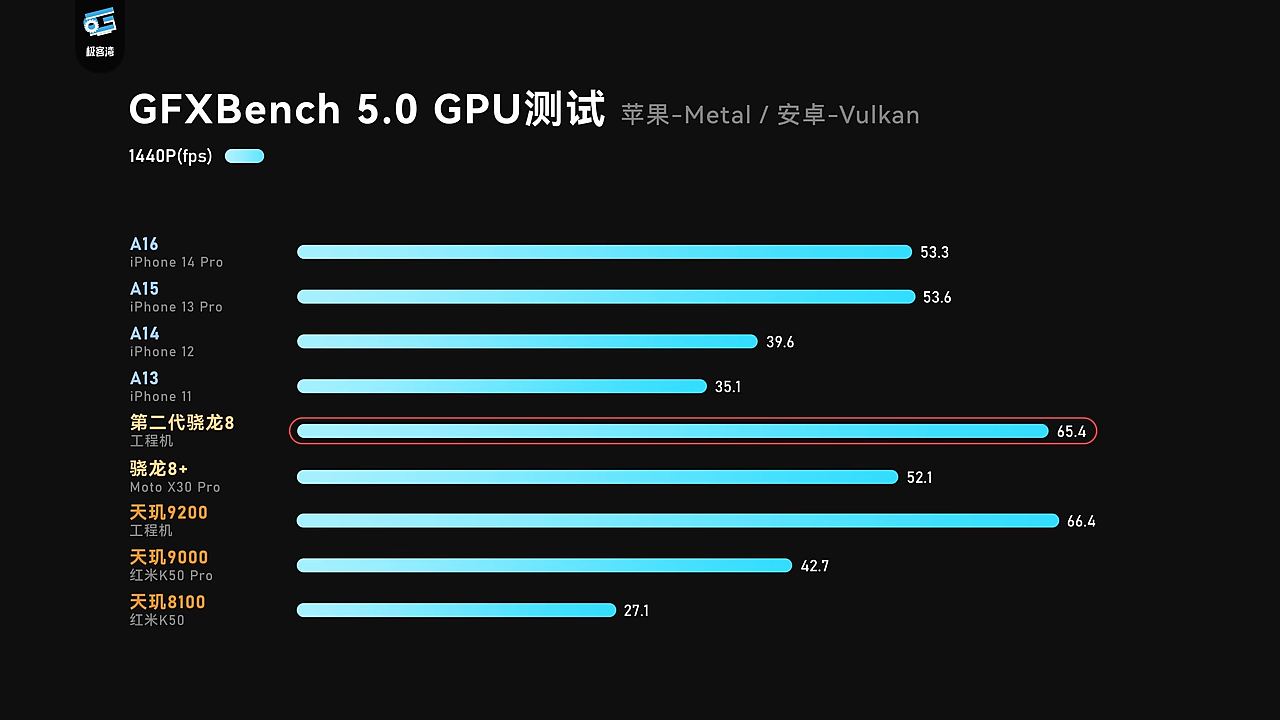 极客湾
GFXBench 5.0 GPU测试 苹果-Metal / 安卓-Vulkan
1440P(fps)
A16
iPhone 14 Pro
53.3
A15
iPhone 13 Pro
53.6
A14
iPhone 12
39.6
A13
iPhone 11
35.1
第二代骁龙8
工程机
65.4
骁龙8+
Moto X30 Pro
52.1
天玑9200
工程机
66.4
天玑9000
红米K50 Pro
42.7
天玑8100
红米K50
27.1